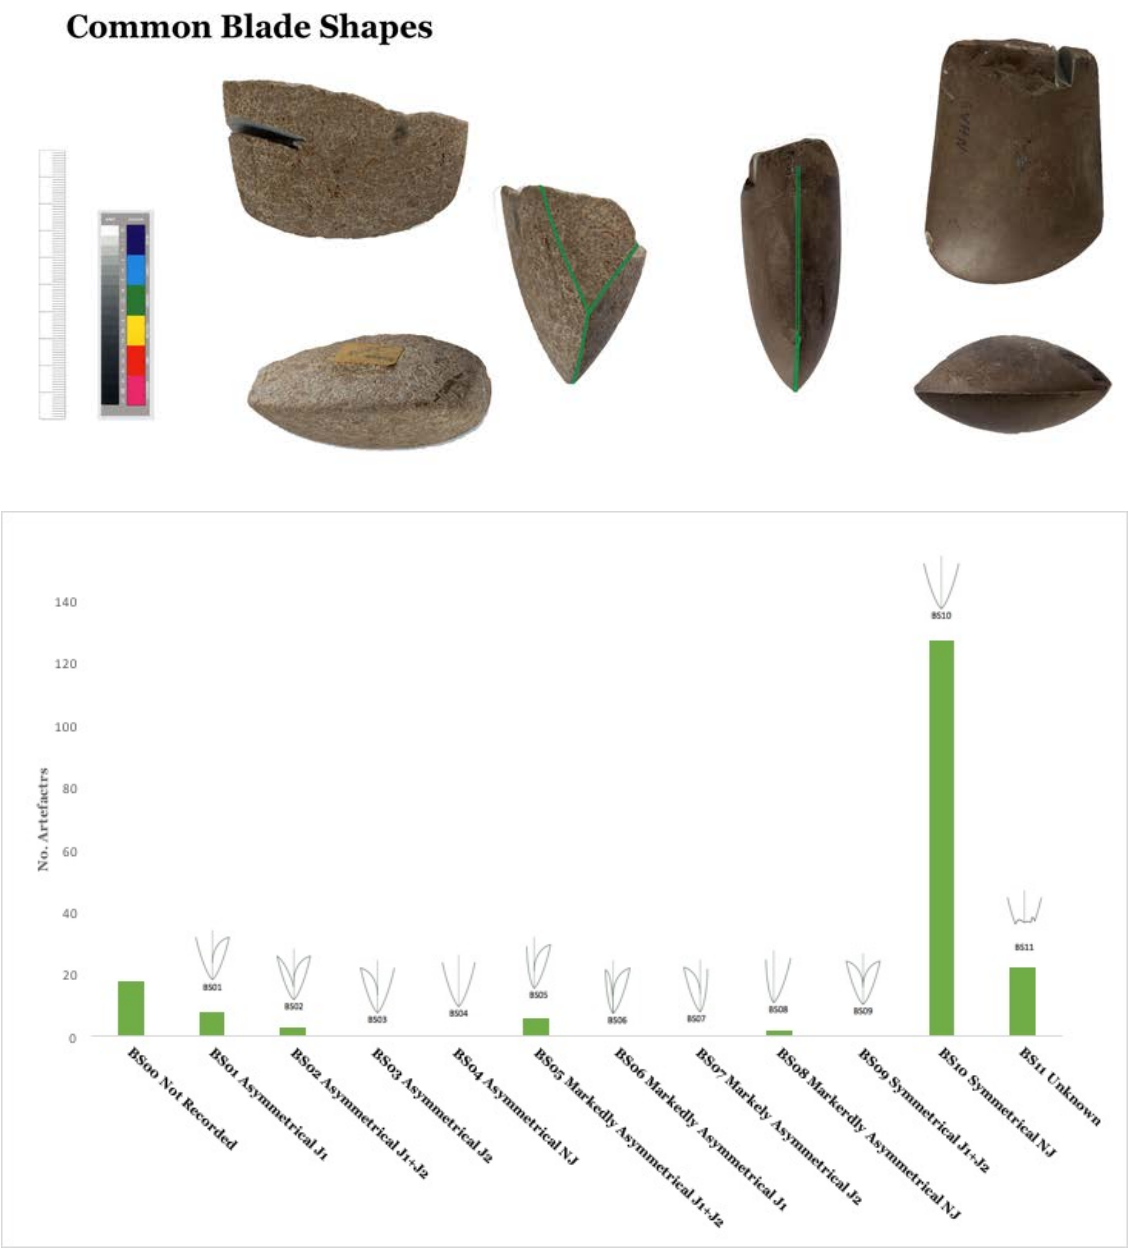 Common Blade Shapes
NHAS
140
120
100
80
60
40
20
0
No. Artefactrs
BS01
BS02
BS03
BS04
BS05
BS06
BS07
BS08
BS09
BS10
BS11
BS00 Not Recorded
BS01 Asymmetrical J1
BS02 Asymmetrical J1+J2
BS03 Asymmetrical J2
BS04 Asymmetrical NJ
BS05 Markedly Asymmetrical J1+J2
BS06 Markedly Asymmetrical J1
BS07 Markely Asymmetrical J2
BS08 Markerdly Asymmetrical NJ
BS09 Symmetrical J1+J2
BS10 Symmetrical NJ
BS11 Unknown